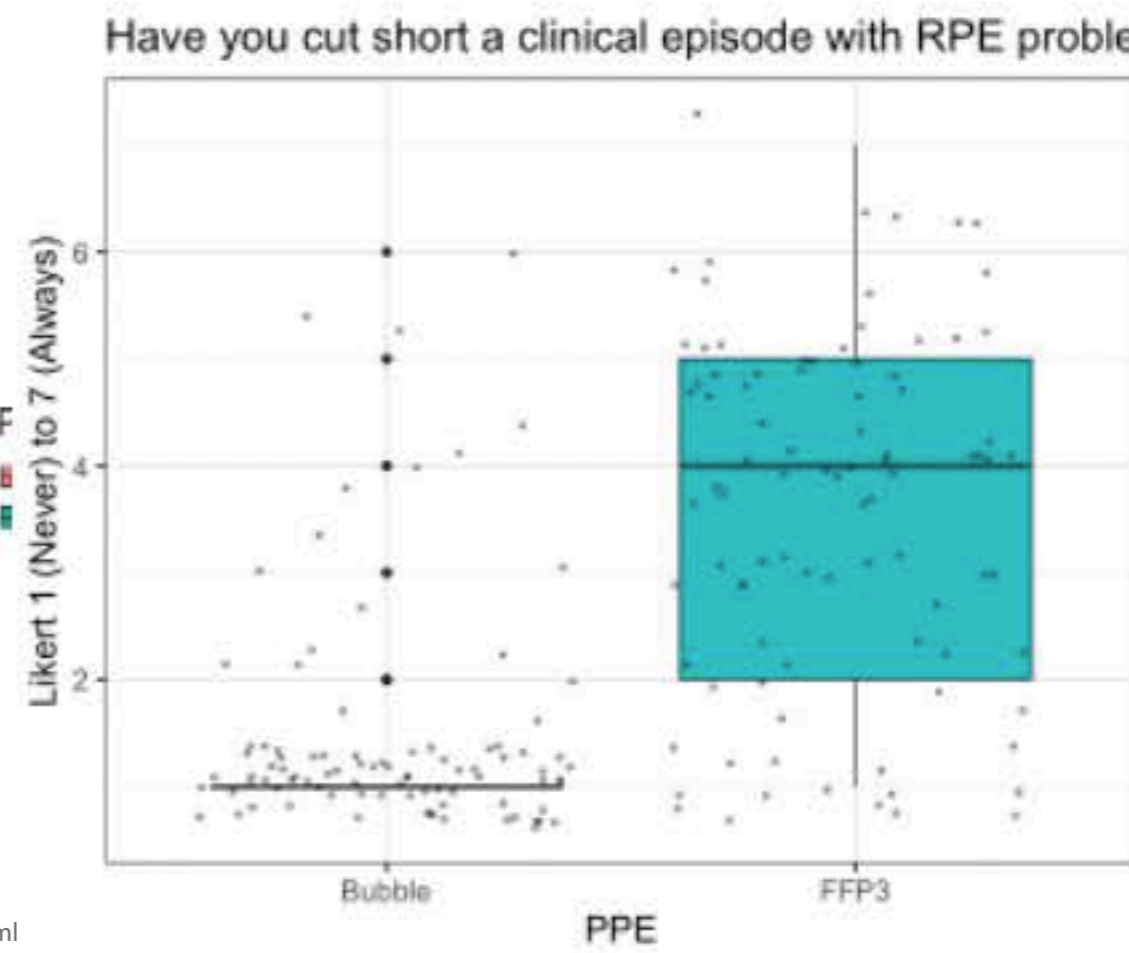 Have you cut short a clinical episode with RPE proble
Likert 1 (Never) to 7 (Always)
6
4
2
Bubble
FFP3
PPE
ml